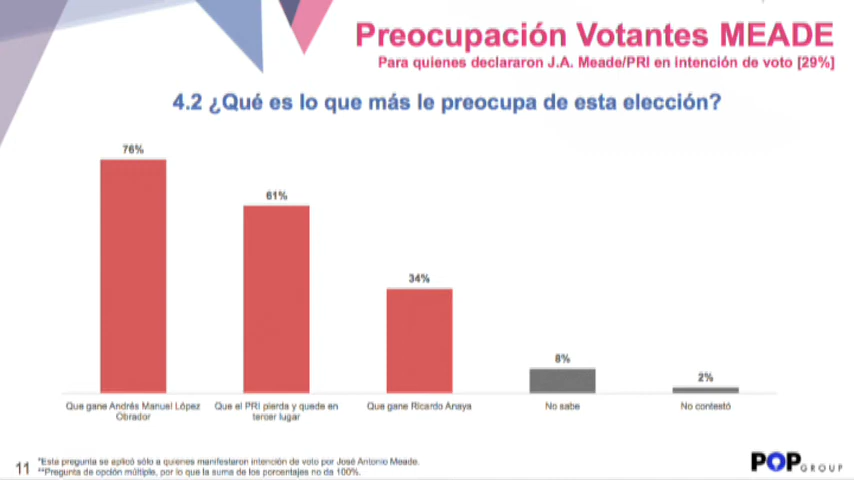 Preocupación Votantes MEADE
Para quienes declararon J.A. Meade/PRI en intención de voto [29%]
4.2 ¿Qué es lo que más le preocupa de esta elección?
76%
61%
34%
8%
2%
Que gane Andrés Manuel López
Obrador
Que el PRI pierda y quede en
tercer lugar
Que gane Ricardo Anaya
No sabe
No contestó
11
*Esta pregunta se aplicó sólo a quienes manifestaron intención de voto por José Antonio Meade.
**Pregunta de opción múltiple, por lo que la suma de los porcentajes no da 100%.
POP GROUP